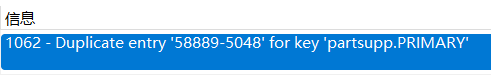 信息
1062 - Duplicate entry '58889-5048' for key 'partsupp.PRIMARY'